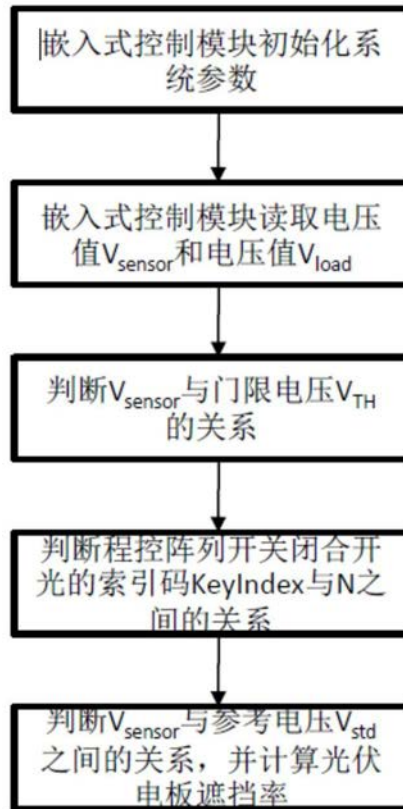 嵌入式控制模块初始化系
统参数
嵌入式控制模块读取电压
值Vsensor和电压值Vload
判断Vsensor与门限电压VTH
的关系
判断程控阵列开关闭合开
光的索引码KeyIndex与N之
间的关系
判断Vsensor与参考电压Vstd
之间的关系，并计算光伏
电板遮挡率